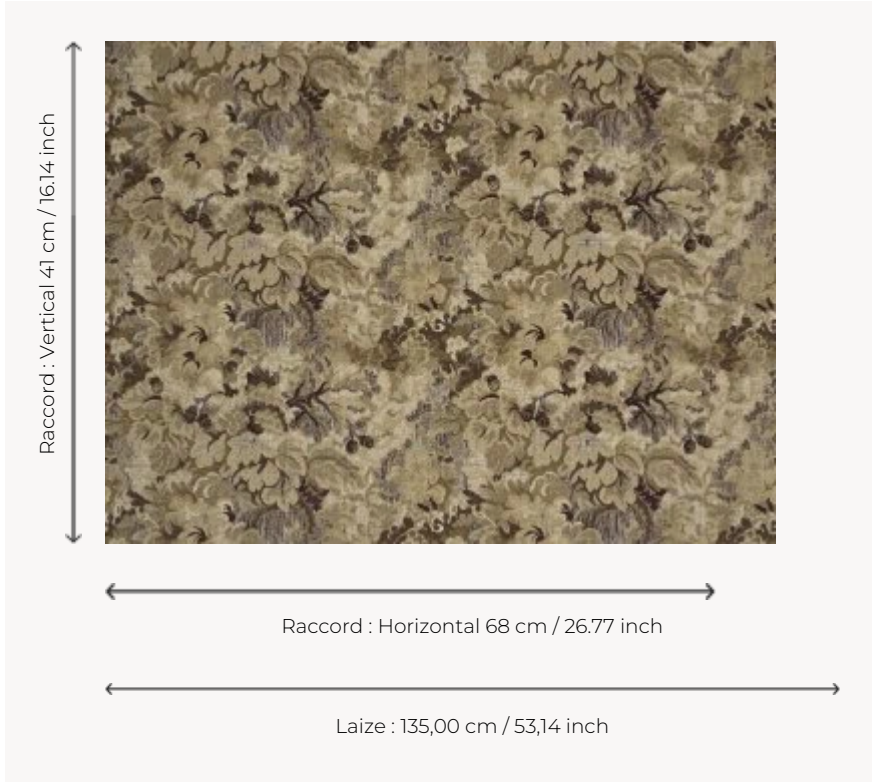 Raccord : Vertical 41 cm / 16.14 inch
Raccord : Horizontal 68 cm / 26.77 inch
Laize : 135,00 cm / 53,14 inch